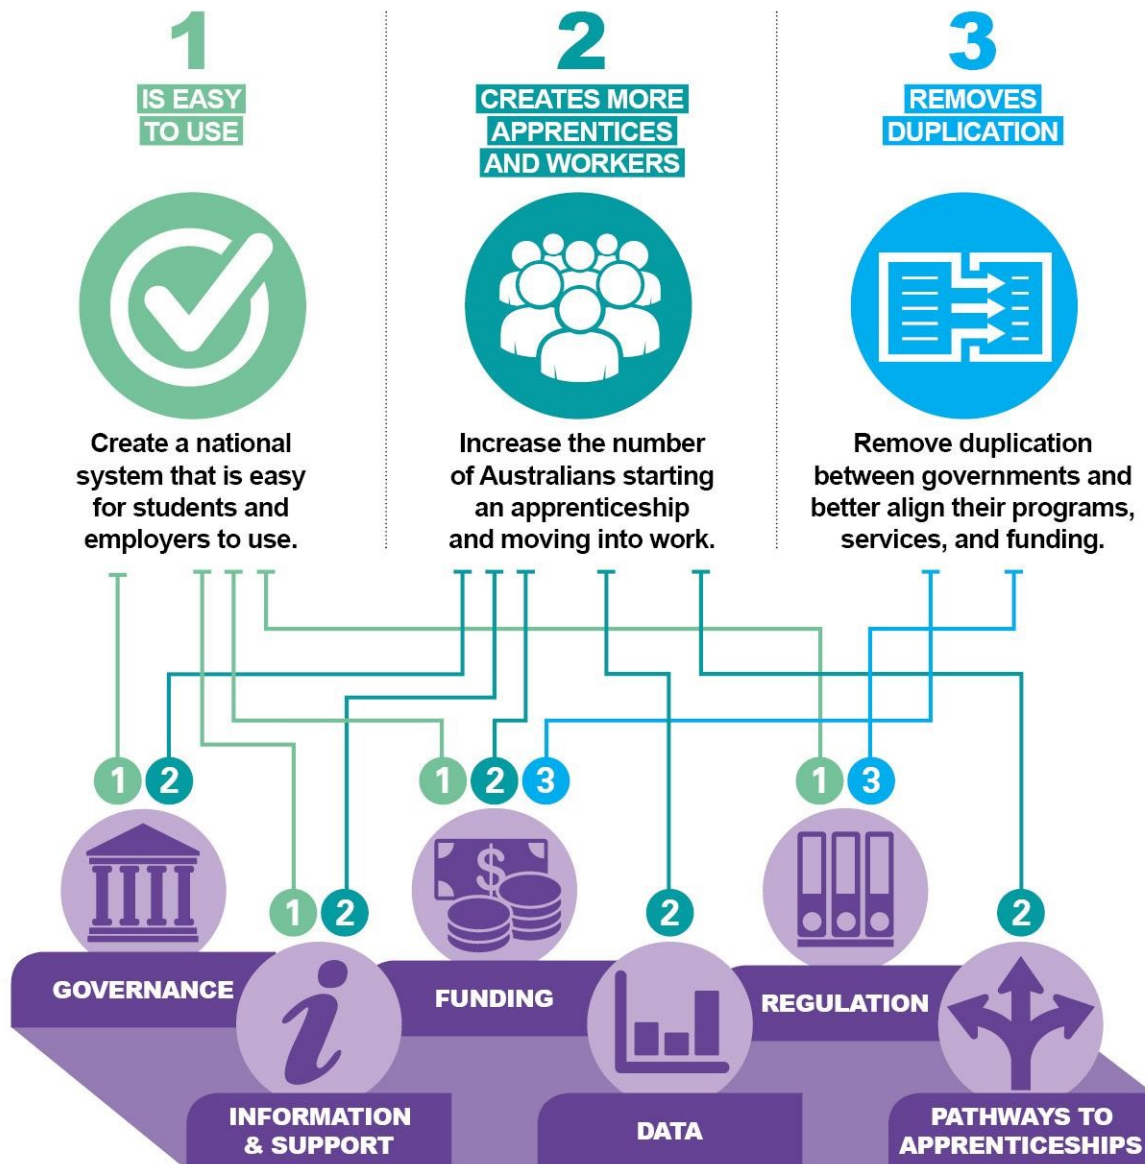 1
IS EASY
TO USE
Create a national
system that is easy
for students and
employers to use.
2
CREATES MORE
APPRENTICES
AND WORKERS
Increase the number
of Australians starting
an apprenticeship
and moving into work.
3
REMOVES
DUPLICATION
Remove duplication
between governments and
better align their programs,
services, and funding.
1 2
GOVERNANCE
1 2
INFORMATION
& SUPPORT
1 2 3
$
FUNDING
2
DATA
1 3
REGULATION
2
PATHWAYS TO
APPRENTICESHIPS